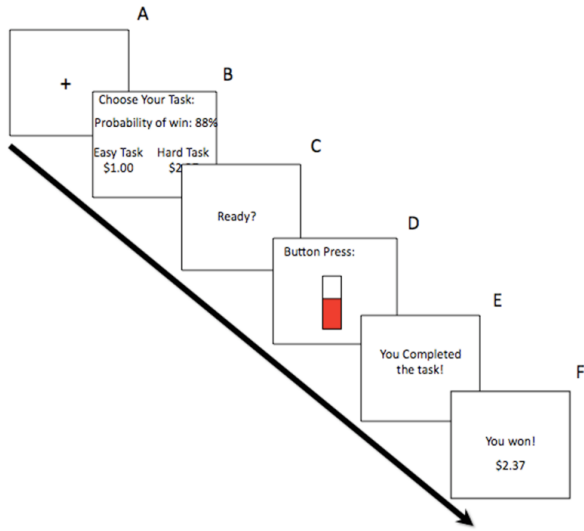 A
+
B
Choose Your Task:
Probability of win: 88%
Easy Task Hard Task
$1.00
C
Ready?
D
Button Press:
E
You Completed
the task!
F
You won!
$2.37